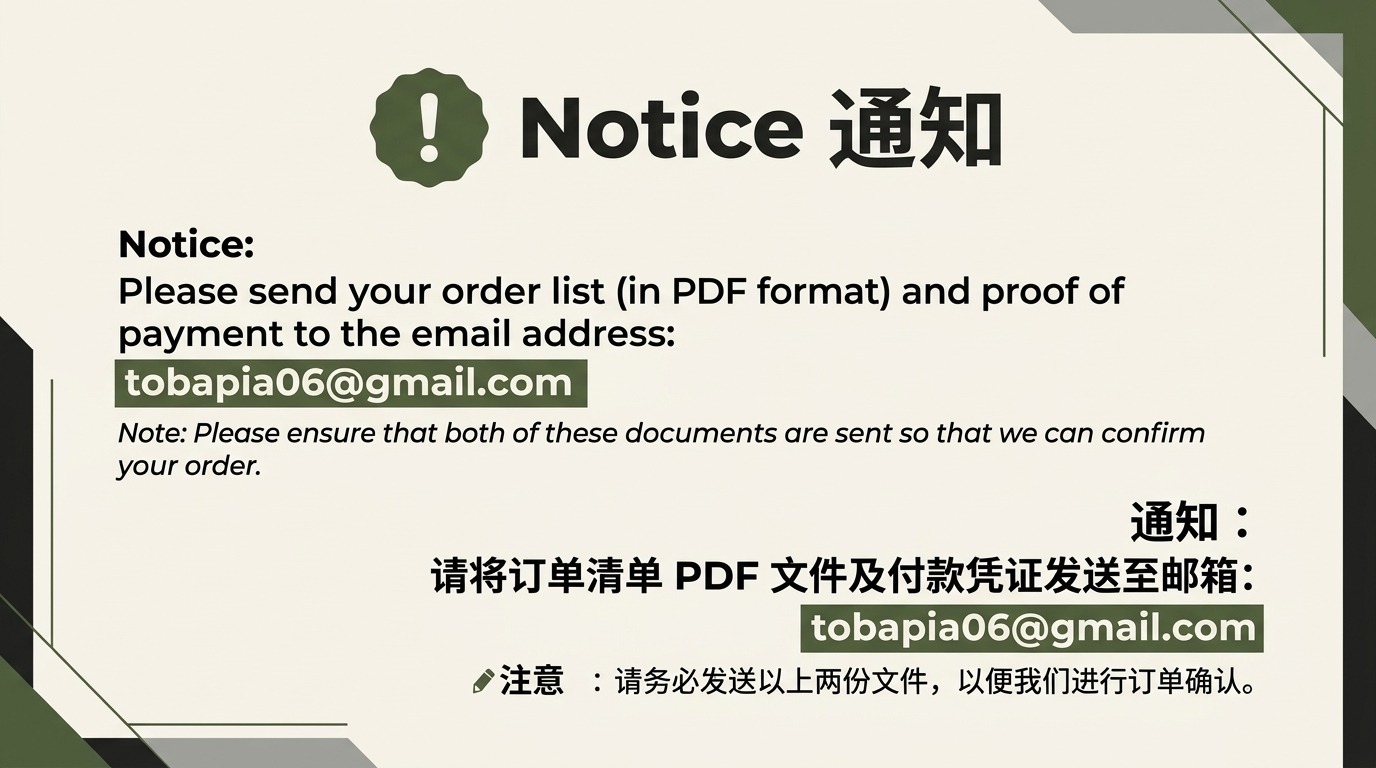 Notice 通知
Notice:
Please send your order list (in PDF format) and proof of
payment to the email address:
tobapia06@gmail.com
Note: Please ensure that both of these documents are sent so that we can confirm
your order.
通知：
请将订单清单 PDF 文件及付款凭证发送至邮箱：
tobapia06@gmail.com
注意 ：请务必发送以上两份文件，以便我们进行订单确认。